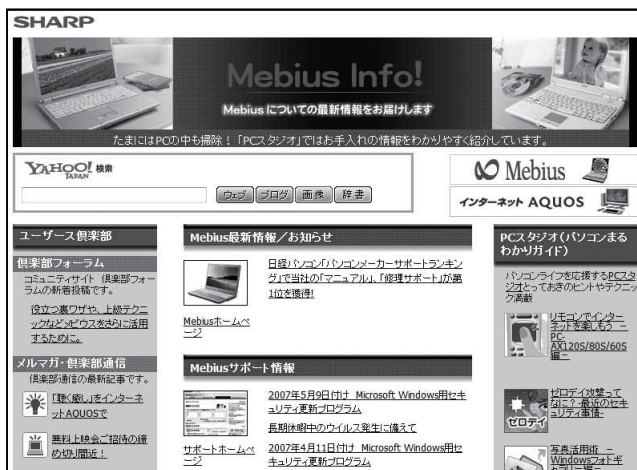 SHARP
Mebius Info!
Mebius についての最新情報をお届けします
たまにはPCの中も掃除！「PCスタジオ」ではお手入れの情報をわかりやすく紹介しています。
YAHOO! 検索
JAPAN
ウェブ ブログ 画像 辞書
Mebius
インターネット AQUOS
ユーザース倶楽部
倶楽部フォーラム
コミュニティサイト（倶楽部フォー
ラムの新着投稿です。
役立つ裏ワザや、上級テクニ
ックなどメビウスをさらに活用
するために。
メルマガ・倶楽部通信
倶楽部通信の最新記事です。
「聴く癒し」をインターネ
ットAQUOSで
無料上映会ご招待の締
め切り間近！
Mebius最新情報／お知らせ
日経パソコン「パソコンメーカーサポートランキン
グ」で当社の「マニュアル」、「修理サポート」が第
1位を獲得!
Mebiusホームペ
ージ
Mebiusサポート情報
2007年5月9日付け Microsoft Windows用セキ
ュリティ更新プログラム
長期休暇中のウイルス発生に備えて
2007年4月11日付け Microsoft Windows用セ
キュリティ更新プログラム
サポートホームペ
ージ
PCスタジオ（パソコンまる
わかりガイド）
パソコンライフを応援するPCスタ
ジオとっておきのヒントやテクニッ
ク満載
リモコンでインター
ネットを楽しもう －
PC-
AX120S/80S/60S
編－
ゼロデイ攻撃って
なに？-最近のセキ
ュリティ事情-
ゼロデイ
写真活用術 －
Windowsフォトギ
ャラリー編－